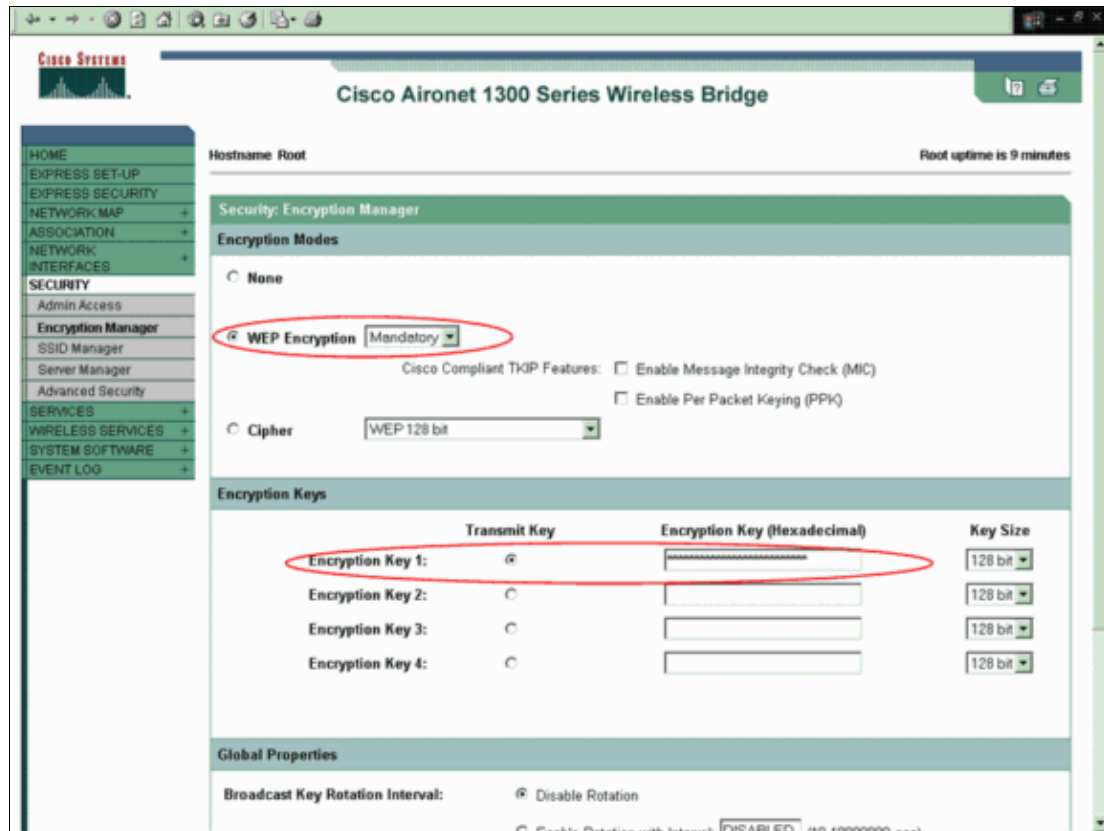 CISCO SYSTEMS
Cisco Aironet 1300 Series Wireless Bridge
HOME
EXPRESS SET-UP
EXPRESS SECURITY
NETWORK MAP +
ASSOCIATION +
NETWORK INTERFACES +
SECURITY
Admin Access
Encryption Manager
SSID Manager
Server Manager
Advanced Security
SERVICES +
WIRELESS SERVICES +
SYSTEM SOFTWARE +
EVENT LOG +
Hostname Root
Root uptime is 9 minutes
Security: Encryption Manager
Encryption Modes
None
WEP Encryption Mandatory
Cisco Compliant TKIP Features: Enable Message Integrity Check (MIC)
Enable Per Packet Keying (PPK)
Cipher WEP 128 bit
Encryption Keys
Transmit Key Encryption Key (Hexadecimal) Key Size
Encryption Key 1: 128 bit
Encryption Key 2: 128 bit
Encryption Key 3: 128 bit
Encryption Key 4: 128 bit
Global Properties
Broadcast Key Rotation Interval: Disable Rotation
Enable Rotation with Interval: DISABLED